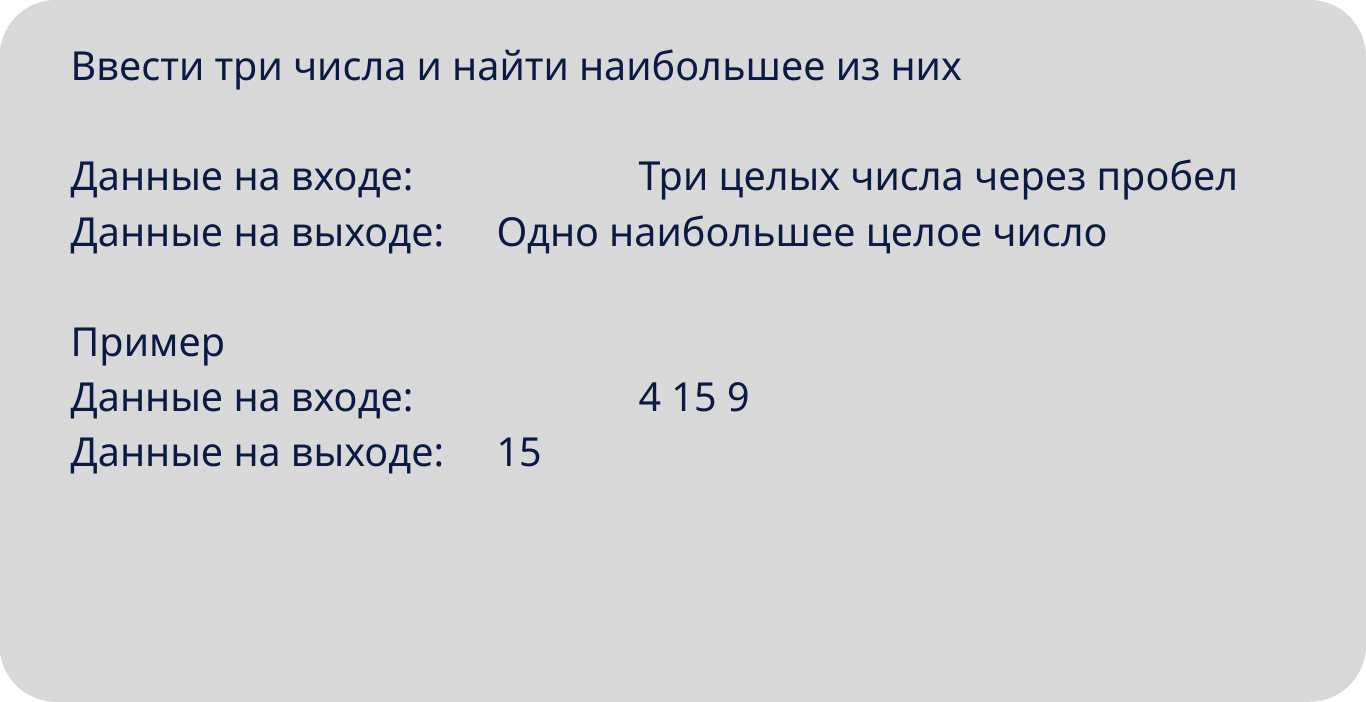 Ввести три числа и найти наибольшее из них
Данные на входе: Три целых числа через пробел
Данные на выходе: Одно наибольшее целое число
Пример
Данные на входе: 4 15 9
Данные на выходе: 15